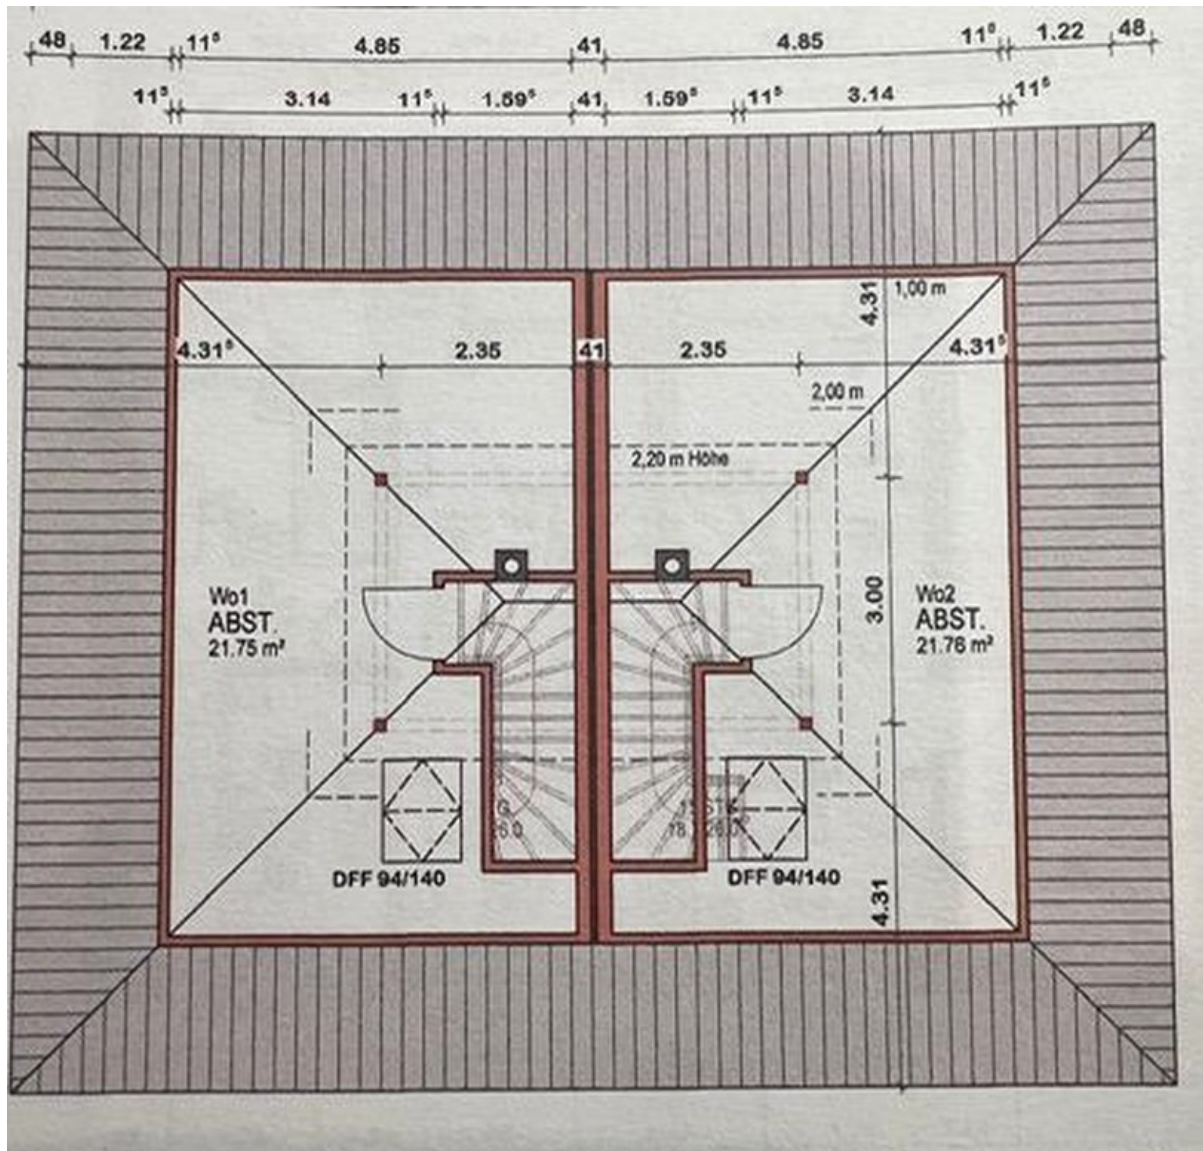 48 1.22 11⁵ 4.85 41 4.85 11⁵ 1.22 48
11⁵ 3.14 11⁵ 1.59⁵ 41 1.59⁵ 11⁵ 3.14 11⁵
4.31 1,00 m
4.31⁵ 2.35 41 2.35 4.31⁵
2,00 m
2,20 m Höhe
Wo1
ABST.
21.75 m²
3.00
Wo2
ABST.
21.76 m²
DFF 94/140
DFF 94/140
4.31